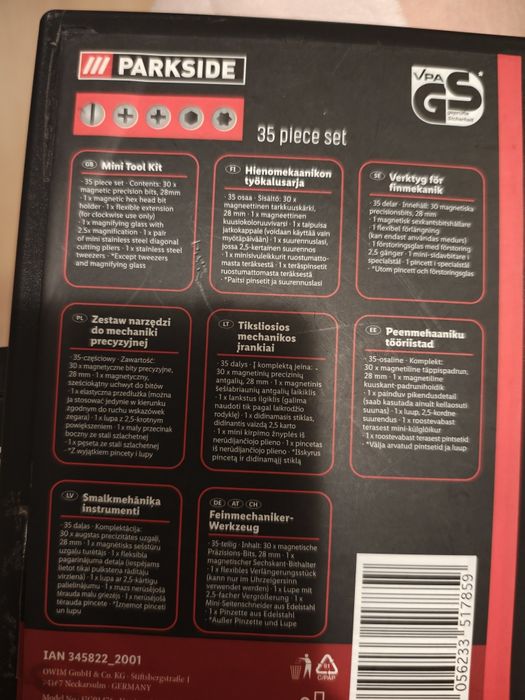 /// PARKSIDE
VPA
GS
geprüfte
Sicherheit
35 piece set
GB Mini Tool Kit
· 35 piece set · Contents: 30 x
magnetic precision bits, 28mm
· 1x magnetic hex head bit
holder · 1 x flexible extension
(for clockwise use only)
· 1x magnifying glass with
2.5x magnification · 1 x pair
of mini stainless steel diagonal
cutting pliers · 1 x stainless steel
tweezers · *Except tweezers
and magnifying glass
FI Hienomekaanikon
työkalusarja
· 35 osaa · Sisältö: 30 x
magneettinen tarkkuuskärki,
28 mm · 1 x magneettinen
kuusiokoloruuvivarsi · 1 x taipuisa
jatkokappale (voidaan käyttää vain
myötäpäivään) · 1 x suurennuslasi,
jossa 2,5-kertainen suurennos
· 1 x minisivuleikkurit ruostumatto-
masta teräksestä · 1 x teräspinsetit
ruostumattomasta teräksestä
· *Paitsi pinsetit ja suurennuslasi
SE Verktyg för
finmekanik
· 35 delar · Innehåll: 30 magnetiska
precisionsbits, 28 mm
· 1 magnetisk sexkantsbitshållare
· 1 flexibel förlängning
(kan endast användas medurs)
· 1 förstoringsglas med förstoring
2,5 gånger · 1 mini-sidavbitare i
specialstål · 1 pincett i specialstål
· *Utom pincett och förstoringsglas
PL Zestaw narzędzi
do mechaniki
precyzyjnej
· 35-częściowy · Zawartość:
30 x magnetyczne bity precyzyjne,
28 mm · 1 x magnetyczny,
sześciokątny uchwyt do bitów
· 1 x elastyczna przedłużka (można
ja stosować jedynie w kierunku
zgodnym do ruchu wskazówek
zegara) · 1 x lupa z 2,5-krotnym
powiększeniem · 1 x mały przecinak
boczny ze stali szlachetnej
· 1 x pęseta ze stali szlachetnej
· *Z wyjątkiem pincety i lupy
LT Tiksliosios
mechanikos
įrankiai
· 35 dalys · Į komplektą įeina: ·
30 x magnetinių precizinių
antgalių, 28 mm · 1 x magnetinis
šešiabriaunių antgalių laikiklis
· 1 x lankstus ilgiklis (galima
naudoti tik pagal laikrodžio
rodyklę) · 1 x didinamasis stiklas,
didinantis vaizdą 2,5 karto
· 1 x mini kirpimo žnyplės iš
nerūdijančiojo plieno · 1 x pincetas
iš nerūdijančiojo plieno · *Išskyrus
pincetą ir didinamąjį stiklą
EE Peenmehaaniku
tööriistad
· 35-osaline · Komplekt:
30 x magnetiline täppispadrun,
28 mm · 1 x magnetiline
kuuskant-padrunihoidik
· 1 x painduv pikendusdetail
(saab kasutada ainult kellaosuti
suunas) · 1 x luup, 2,5-kordne
suurendus · 1 x roostevabast
terasest mini-külglõikur
· 1 x roostevabast terasest pintsetid
· *Välja arvatud pintsetid ja luup
LV Smalkmehāniķa
instrumenti
· 35 daļas · Komplektācija:
30 x augstas precizitātes uzgaļi,
28 mm · 1 x magnētisks sešstūru
uzgaļu turētājs · 1 x fleksibla
pagarinājuma detaļa (iespējams
lietot tikai pulksteņa rādītāju
virzienā) · 1 x lupa ar 2,5-kārtīgu
palielinājumu · 1 x mazs nerūsējošā
tērauda malu griezējs · 1 x nerūsējošā
tērauda pincete · *Izņemot pinceti
un lupu
DE AT CH
Feinmechaniker-
Werkzeug
· 35-teilig · Inhalt: 30 x magnetische
Präzisions-Bits, 28 mm · 1 x
magnetischer Sechskant-Bithalter
· 1 x flexibles Verlängerungsstück
(kann nur im Uhrzeigersinn
verwendet werden) · 1 x Lupe mit
2,5-facher Vergrößerung · 1 x
Mini-Seitenschneider aus Edelstahl
· 1 x Pinzette aus Edelstahl
· *Außer Pinzette und Lupe
IAN 345822_2001
OWIM GmbH & Co. KG · Stiftsbergstraße 1
74167 Neckarsulm · GERMANY
81
C/PAP
056233 517859